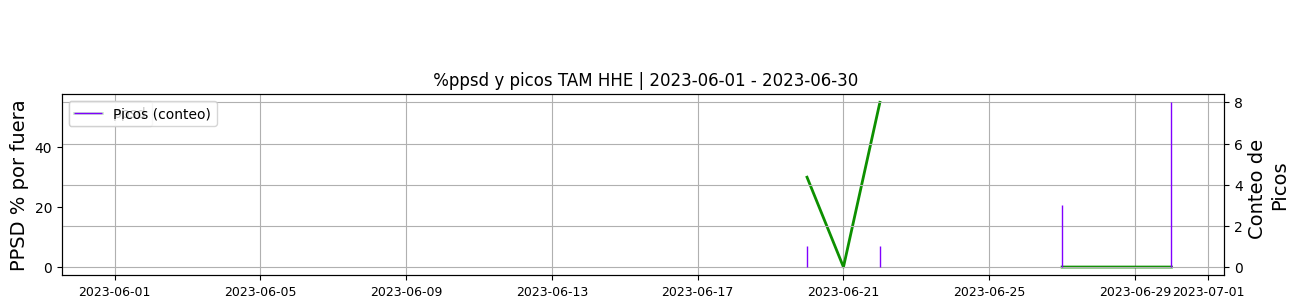 %ppsd y picos TAM HHE | 2023-06-01 - 2023-06-30
PPSD % por fuera
40
20
0
Picos (conteo)
8
6
4
2
0
Conteo de
Picos
2023-06-01 2023-06-05 2023-06-09 2023-06-13 2023-06-17 2023-06-21 2023-06-25 2023-06-29 2023-07-01